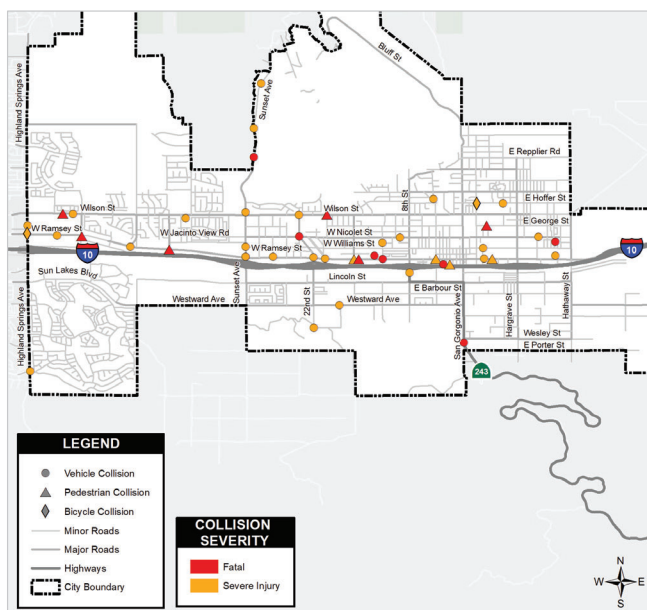 Bluff St
Highland Springs Ave
Sunset Ave
E Repplier Rd
8th St
E Hoffer St
Wilson St
Wilson St
E George St
W Ramsey St
W Jacinto View Rd
W Nicolet St
W Williams St
W Ramsey St
10
10
Sun Lakes Blvd
Lincoln St
E Barbour St
Sunset Ave
22nd St
Westward Ave
Westward Ave
San Gorgonio Ave
Hargrave St
Hathaway St
Wesley St
E Porter St
Highland Springs Ave
243
LEGEND
Vehicle Collision
Pedestrian Collision
Bicycle Collision
Minor Roads
Major Roads
Highways
City Boundary
COLLISION
SEVERITY
Fatal
Severe Injury
N
W
E
S